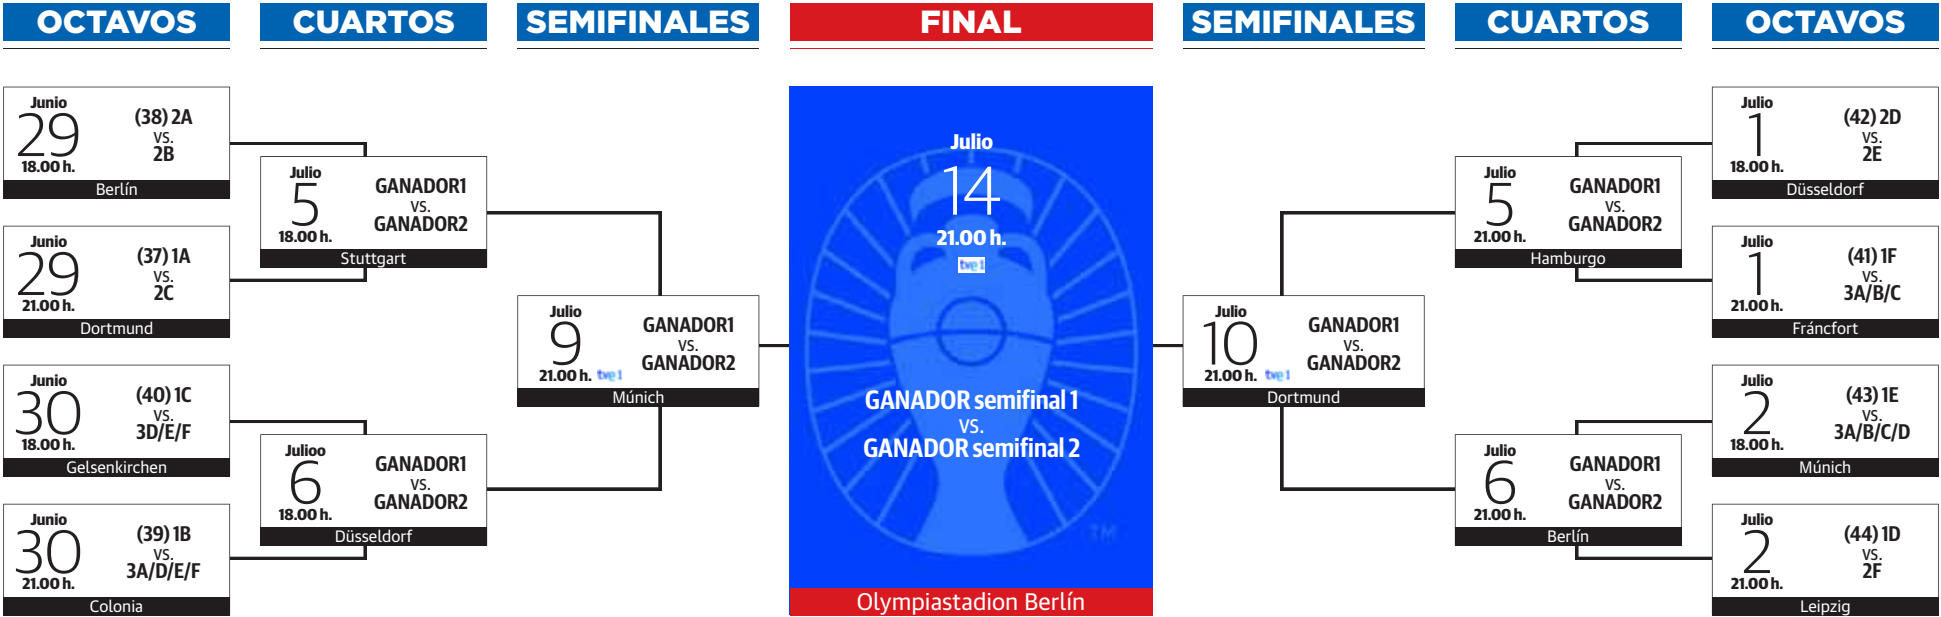 OCTAVOS
CUARTOS
SEMIFINALES
FINAL
SEMIFINALES
CUARTOS
OCTAVOS
Junio
29
18.00 h.
(38) 2A
VS.
2B
Berlín
Junio
29
21.00 h.
(37) 1A
VS.
2C
Dortmund
Junio
30
18.00 h.
(40) 1C
VS.
3D/E/F
Gelsenkirchen
Junio
30
21.00 h.
(39) 1B
VS.
3A/D/E/F
Colonia
Julio
5
18.00 h.
GANADOR1
VS.
GANADOR2
Stuttgart
Julioo
6
18.00 h.
GANADOR1
VS.
GANADOR2
Düsseldorf
Julio
9
21.00 h. tve1
GANADOR1
VS.
GANADOR2
Múnich
Julio
14
21.00 h.
tve1
GANADOR semifinal 1
VS.
GANADOR semifinal 2
TM
Olympiastadion Berlín
Julio
10
21.00 h. tve1
GANADOR1
VS.
GANADOR2
Dortmund
Julio
5
21.00 h.
GANADOR1
VS.
GANADOR2
Hamburgo
Julio
6
21.00 h.
GANADOR1
VS.
GANADOR2
Berlín
Julio
1
18.00 h.
(42) 2D
VS.
2E
Düsseldorf
Julio
1
21.00 h.
(41) 1F
VS.
3A/B/C
Fráncfort
Julio
2
18.00 h.
(43) 1E
VS.
3A/B/C/D
Múnich
Julio
2
21.00 h.
(44) 1D
VS.
2F
Leipzig